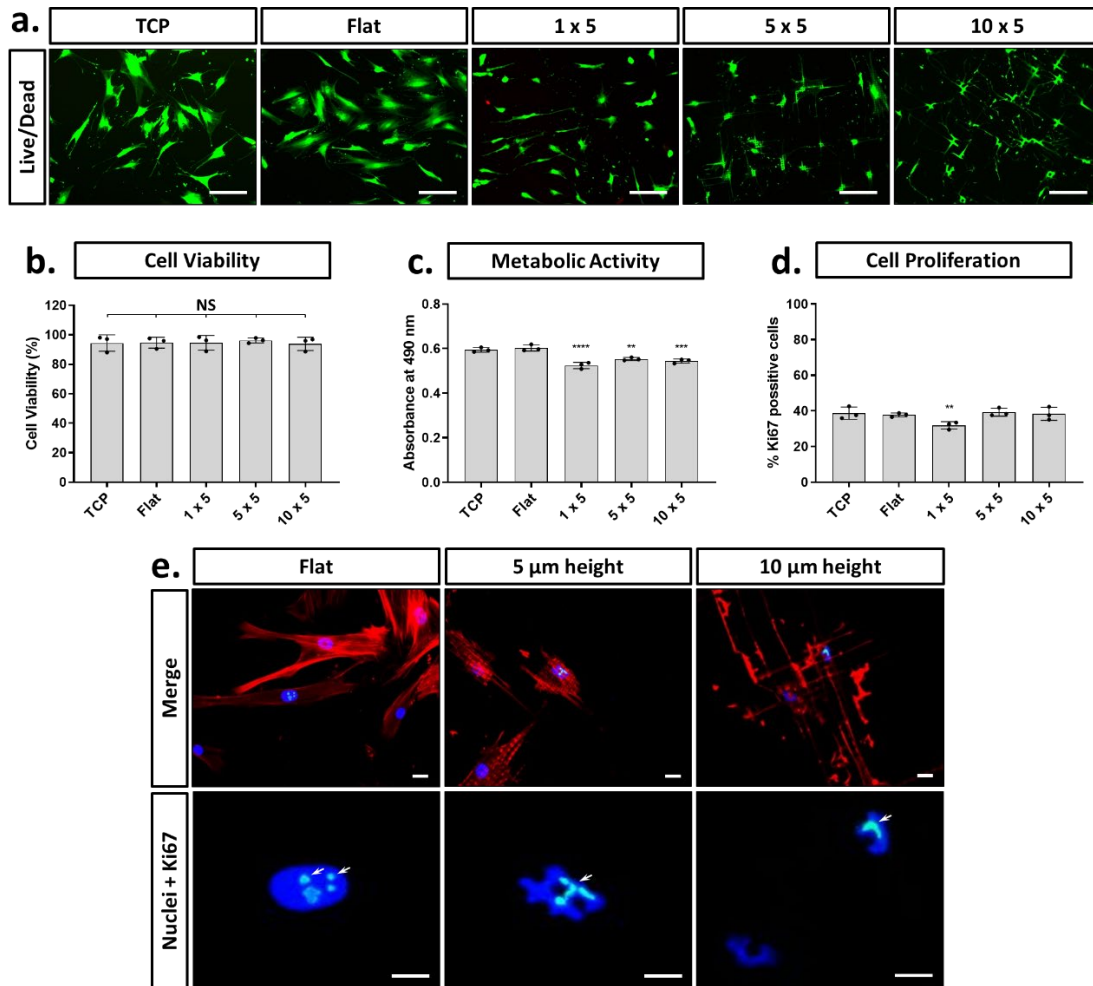 a.
TCP
Flat
1 x 5
5 x 5
10 x 5
Live/Dead
b.
Cell Viability
Cell Viability (%)
120
100
80
60
40
20
0
NS
TCP
Flat
1 x 5
5 x 5
10 x 5
c.
Metabolic Activity
Absorbance at 490 nm
0.8
0.6
0.4
0.2
0.0
****
**
***
TCP
Flat
1 x 5
5 x 5
10 x 5
d.
Cell Proliferation
% Ki67 possitive cells
100
80
60
40
20
0
**
TCP
Flat
1 x 5
5 x 5
10 x 5
e.
Flat
5 µm height
10 µm height
Merge
Nuclei + Ki67